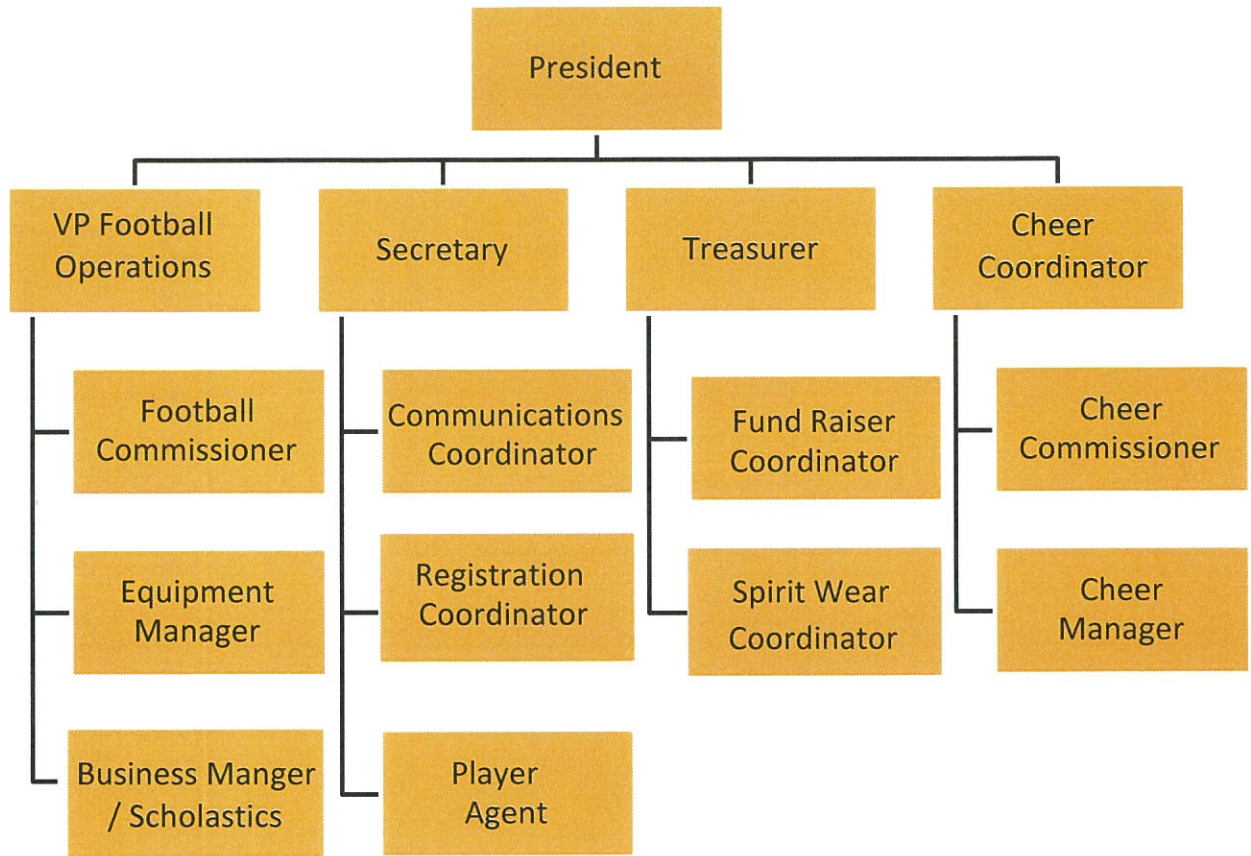 President
VP Football
Operations
Secretary
Treasurer
Cheer
Coordinator
Football
Commissioner
Communications
Coordinator
Fund Raiser
Coordinator
Cheer
Commissioner
Equipment
Manager
Registration
Coordinator
Spirit Wear
Coordinator
Cheer
Manager
Business Manger
/ Scholastics
Player
Agent